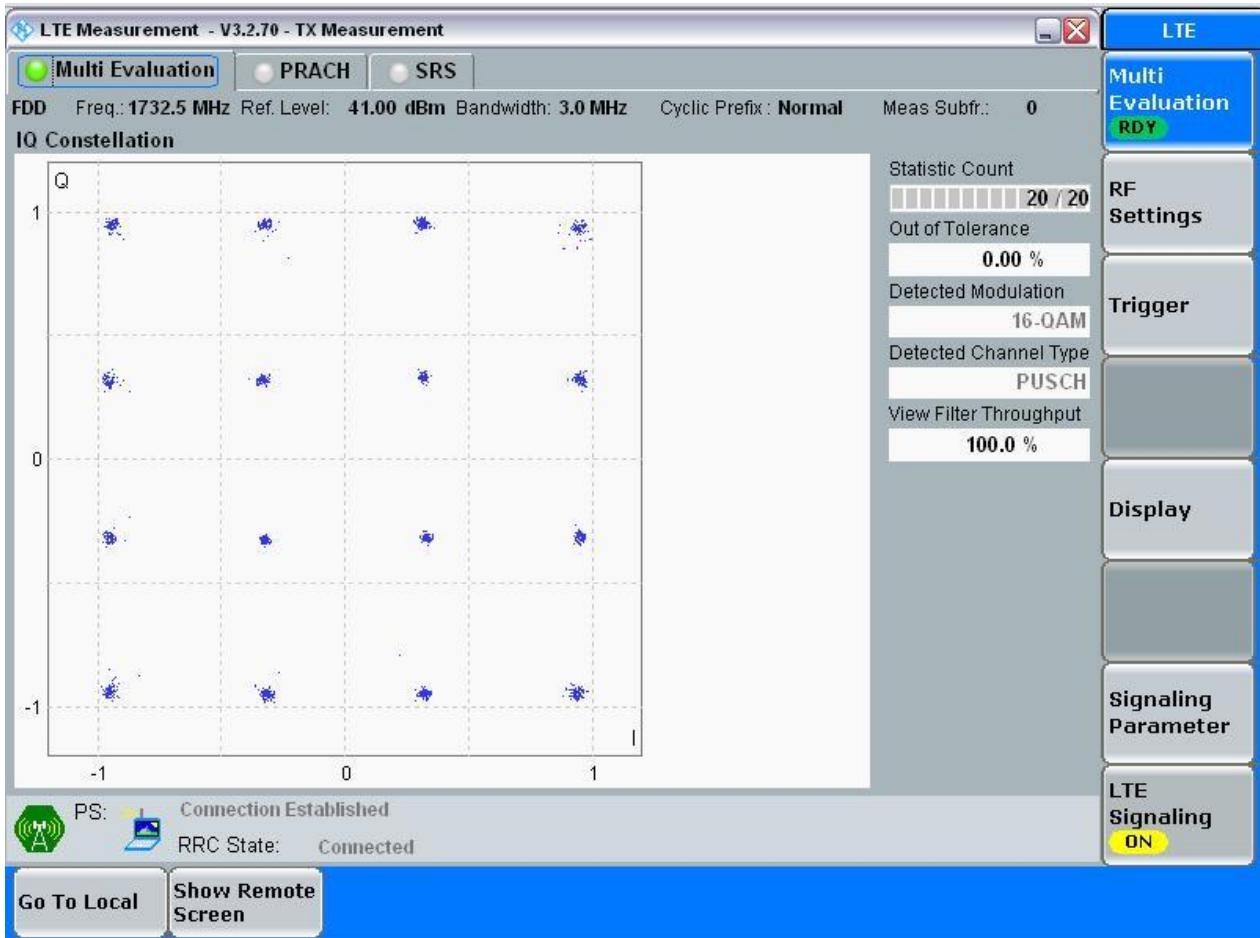 LTE Measurement - V3.2.70 - TX Measurement
LTE
Multi Evaluation PRACH SRS
FDD Freq.: 1732.5 MHz Ref. Level: 41.00 dBm Bandwidth: 3.0 MHz Cyclic Prefix : Normal Meas Subfr.: 0
IQ Constellation
Q
1
0
-1
I
-1 0 1
Statistic Count
20 / 20
Out of Tolerance
0.00 %
Detected Modulation
16-QAM
Detected Channel Type
PUSCH
View Filter Throughput
100.0 %
Multi
Evaluation
RDY
RF
Settings
Trigger
Display
Signaling
Parameter
LTE
Signaling
ON
PS: Connection Established
RRC State: Connected
Go To Local
Show Remote
Screen